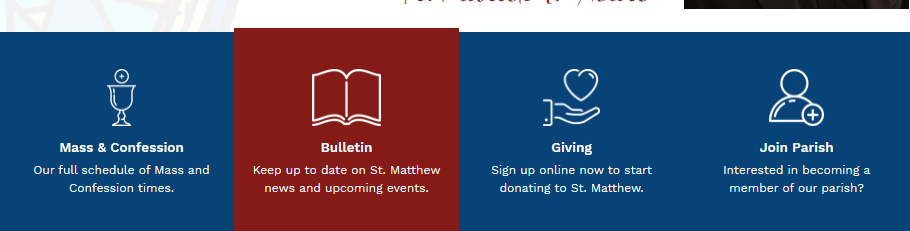 Mass & Confession
Our full schedule of Mass and
Confession times.
Bulletin
Keep up to date on St. Matthew
news and upcoming events.
Giving
Sign up online now to start
donating to St. Matthew.
Join Parish
Interested in becoming a
member of our parish?